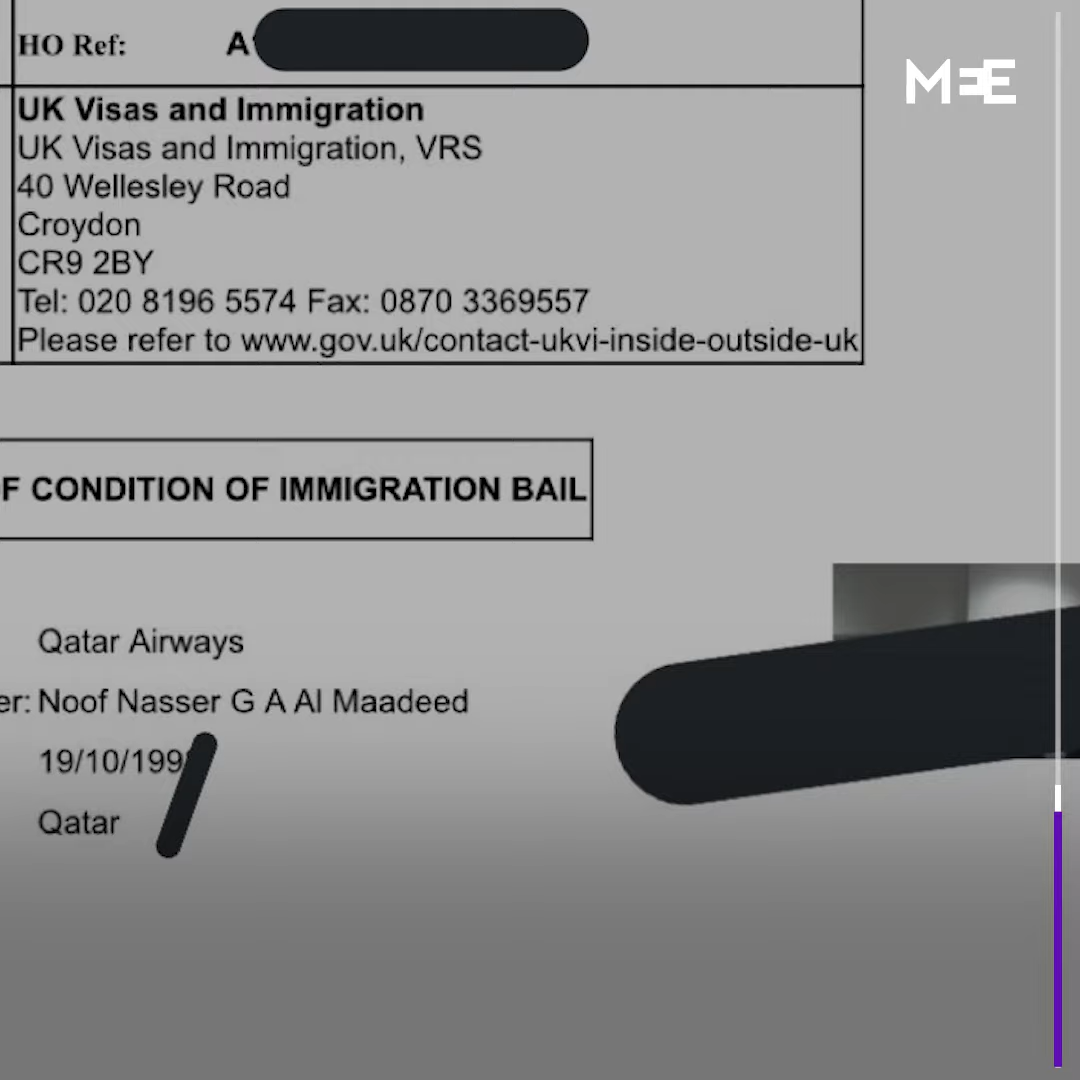 HO Ref: A
MEE
UK Visas and Immigration
UK Visas and Immigration, VRS
40 Wellesley Road
Croydon
CR9 2BY
Tel: 020 8196 5574 Fax: 0870 3369557
Please refer to www.gov.uk/contact-ukvi-inside-outside-uk
F CONDITION OF IMMIGRATION BAIL
Qatar Airways
er: Noof Nasser G A Al Maadeed
19/10/199
Qatar